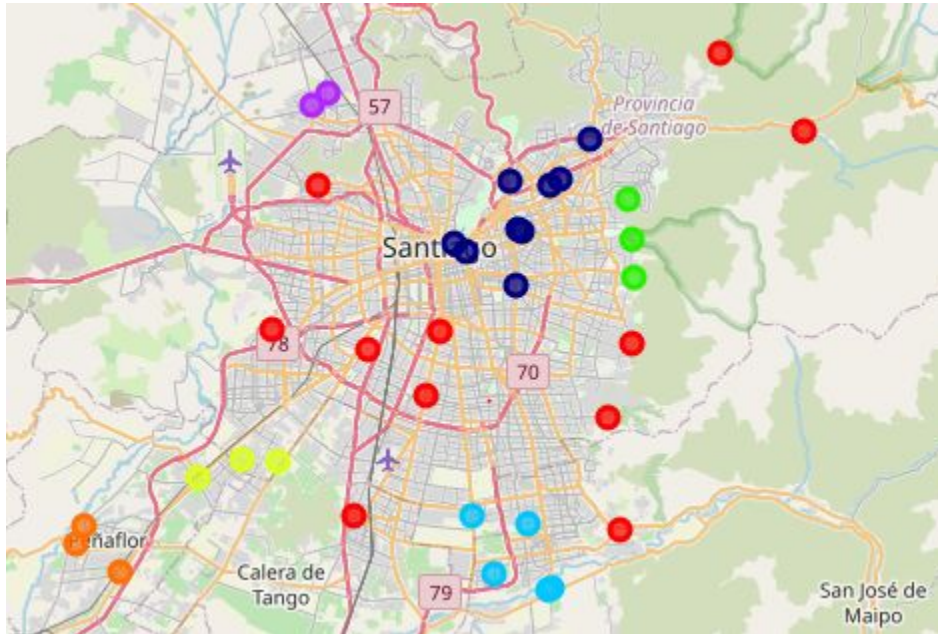 57
Provincia
de Santiago
Santiago
78
70
Peñaflor
Calera de
Tango
79
San José de
Maipo